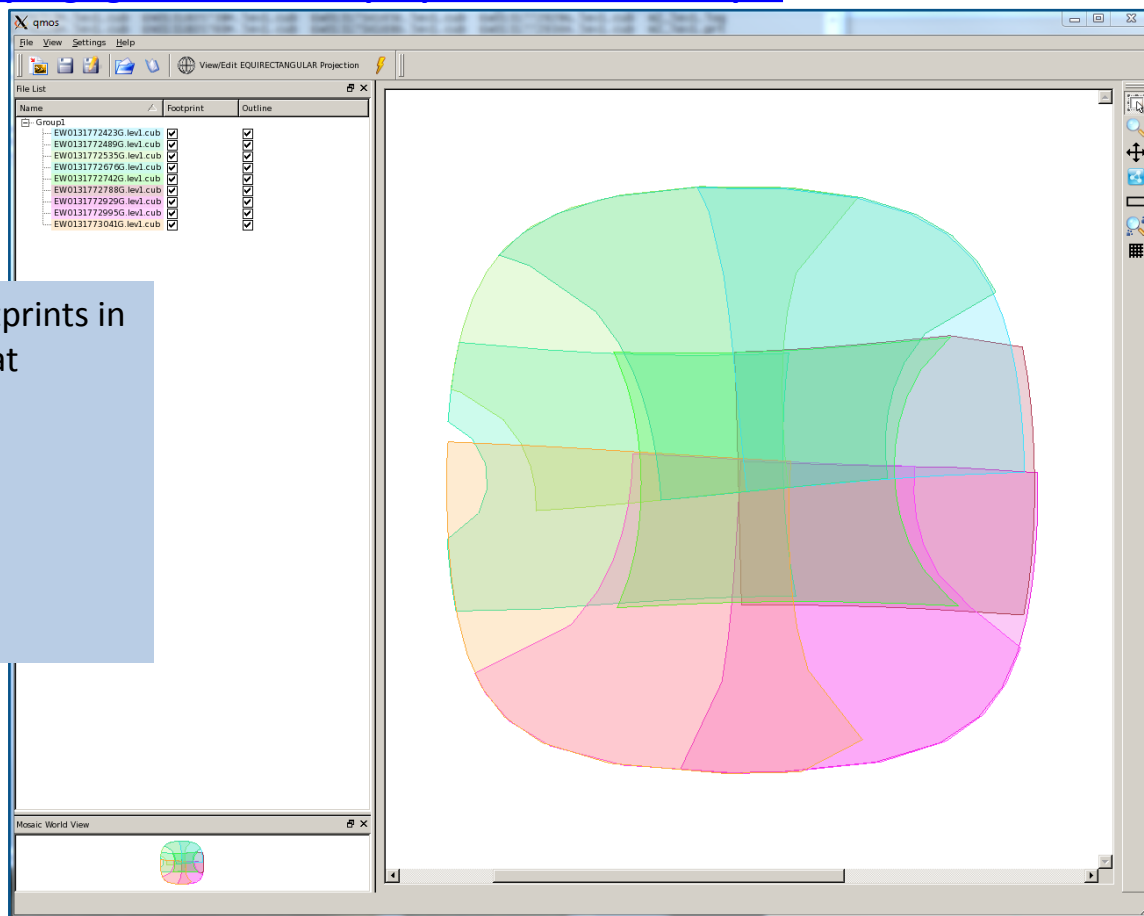 qmos
File View Settings Help
View/Edit EQUIRECTANGULAR Projection
File List
Name Footprint Outline
Group1
EW0131772423G.lev1.cub
EW0131772489G.lev1.cub
EW0131772535G.lev1.cub
EW0131772676G.lev1.cub
EW0131772742G.lev1.cub
EW0131772788G.lev1.cub
EW0131772929G.lev1.cub
EW0131772995G.lev1.cub
EW0131773041G.lev1.cub
prints in
at
Mosaic World View